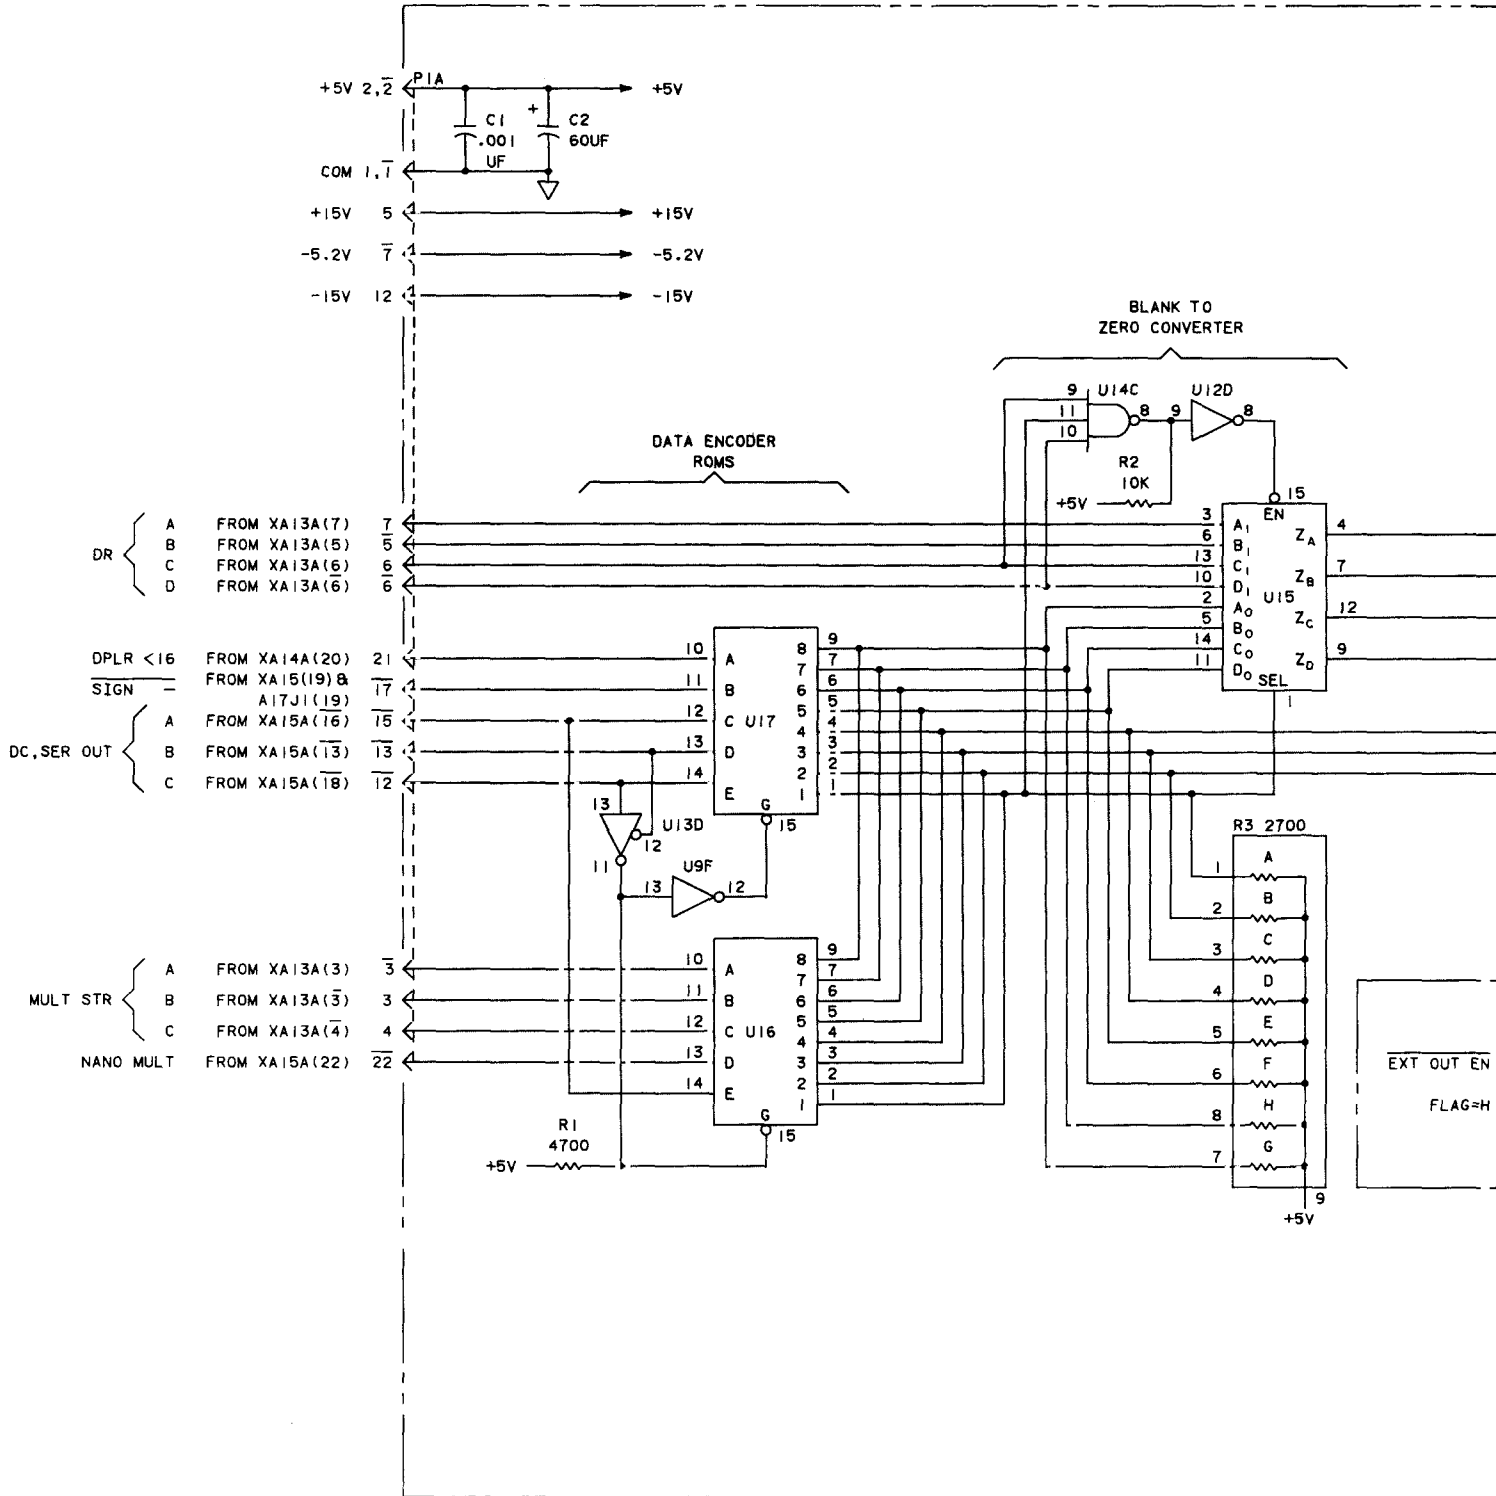 +5V 2,2̅ P1A
+5V
C1
.001
UF
+
C2
60UF
COM 1,1̅
+15V 5
+15V
-5.2V 7̅
-5.2V
-15V 12
-15V
BLANK TO
ZERO CONVERTER
9
11
10
U14C
8
9
U12D
8
R2
10K
+5V
DATA ENCODER
ROMS
15
EN
DR
A FROM XA13A(7) 7
B FROM XA13A(5) 5̅
C FROM XA13A(6) 6
D FROM XA13A(6̅) 6̅
3 A1
6 B1
13 C1
10 D1
2 A0
5 B0
14 C0
11 D0
U15
SEL
1
ZA 4
ZB 7
ZC 12
ZD 9
DPLR <16 FROM XA14A(20) 21
S̅I̅G̅N̅ – FROM XA15(19) & 1̅7̅
A17J1(19)
DC,SER OUT
A FROM XA15A(1̅6̅) 1̅5̅
B FROM XA15A(1̅3̅) 1̅3̅
C FROM XA15A(1̅8̅) 1̅2̅
10 A
11 B
12 C U17
13 D
14 E
G
15
8 9
7 7
6 6
5 5
4 4
3 3
2 2
1 1
13
U13D
12
11
U9F
13
12
MULT STR
A FROM XA13A(3) 3̅
B FROM XA13A(3̅) 3
C FROM XA13A(4̅) 4
NANO MULT FROM XA15A(22) 2̅2̅
10 A
11 B
12 C U16
13 D
14 E
G
15
8 9
7 7
6 6
5 5
4 4
3 3
2 2
1 1
R1
4700
+5V
R3 2700
A
1
B
2
C
3
D
4
E
5
F
6
H
8
G
7
9
+5V
E̅X̅T̅ O̅U̅T̅ E̅N̅
FLAG=H